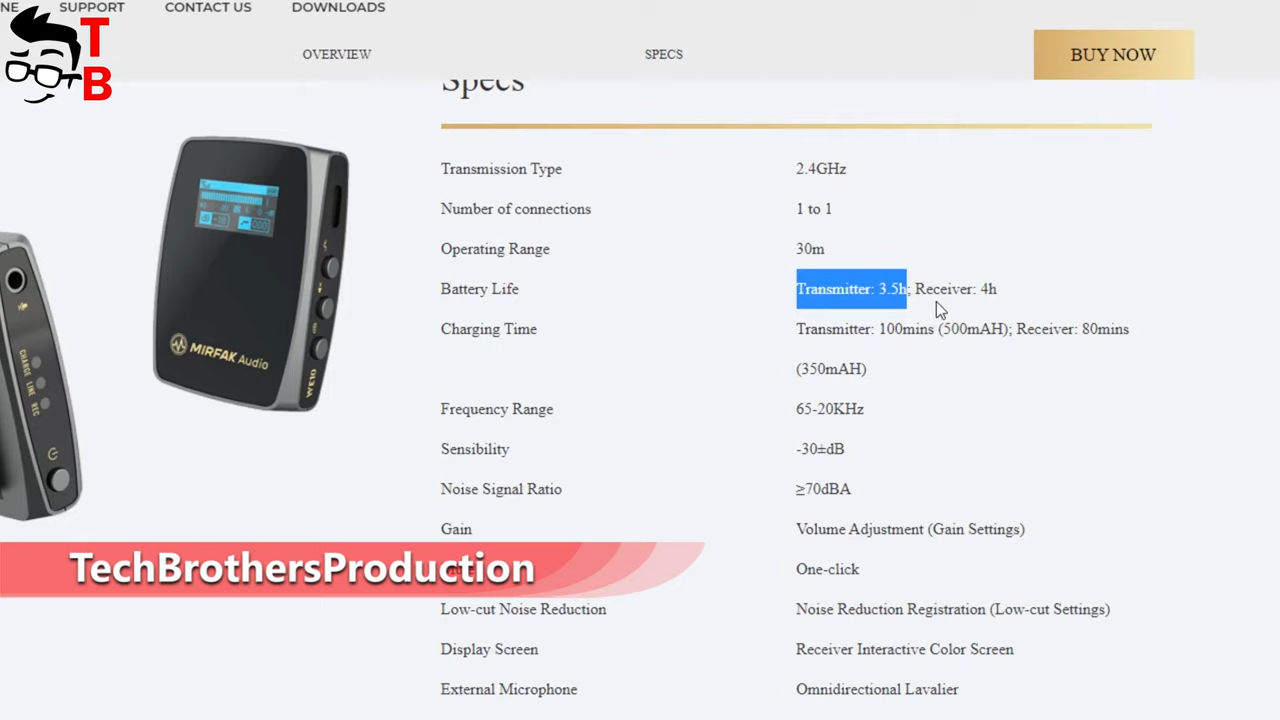 NE SUPPORT CONTACT US DOWNLOADS
T
B
OVERVIEW SPECS BUY NOW
Specs
Transmission Type 2.4GHz
Number of connections 1 to 1
Operating Range 30m
Battery Life Transmitter: 3.5h; Receiver: 4h
Charging Time Transmitter: 100mins (500mAH); Receiver: 80mins
(350mAH)
Frequency Range 65-20KHz
Sensibility -30±dB
Noise Signal Ratio ≥70dBA
Gain Volume Adjustment (Gain Settings)
One-click
Low-cut Noise Reduction Noise Reduction Registration (Low-cut Settings)
Display Screen Receiver Interactive Color Screen
External Microphone Omnidirectional Lavalier
MIRFAK Audio
WE10
CHARGE LINE REC
TechBrothersProduction